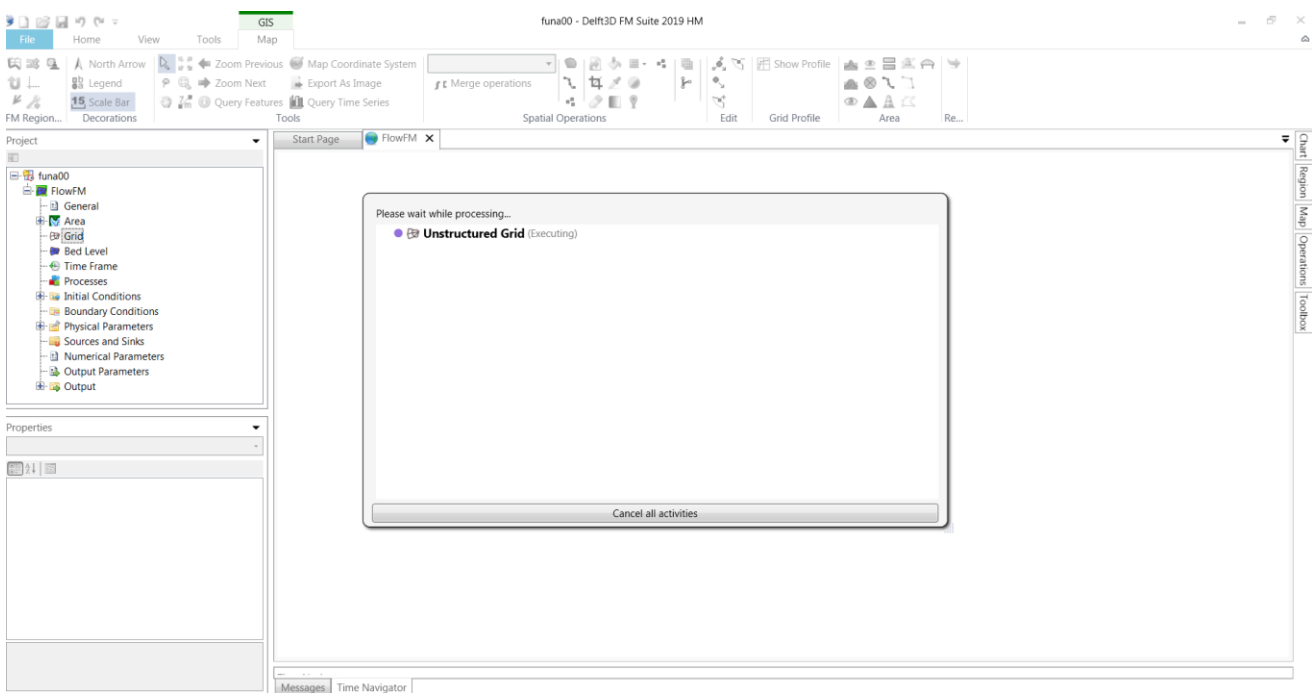 GIS
funa00 - Delft3D FM Suite 2019 HM
File Home View Tools Map
North Arrow Zoom Previous Map Coordinate System Show Profile
Legend Zoom Next Export As Image Merge operations
15 Scale Bar Query Features Query Time Series
FM Region... Decorations Tools Spatial Operations Edit Grid Profile Area Re...
Project
Start Page FlowFM
funa00
FlowFM
General
Area
Grid
Bed Level
Time Frame
Processes
Initial Conditions
Boundary Conditions
Physical Parameters
Sources and Sinks
Numerical Parameters
Output Parameters
Output
Properties
Please wait while processing...
Unstructured Grid (Executing)
Cancel all activities
Chart
Region
Map
Operations
Toolbox
Messages Time Navigator